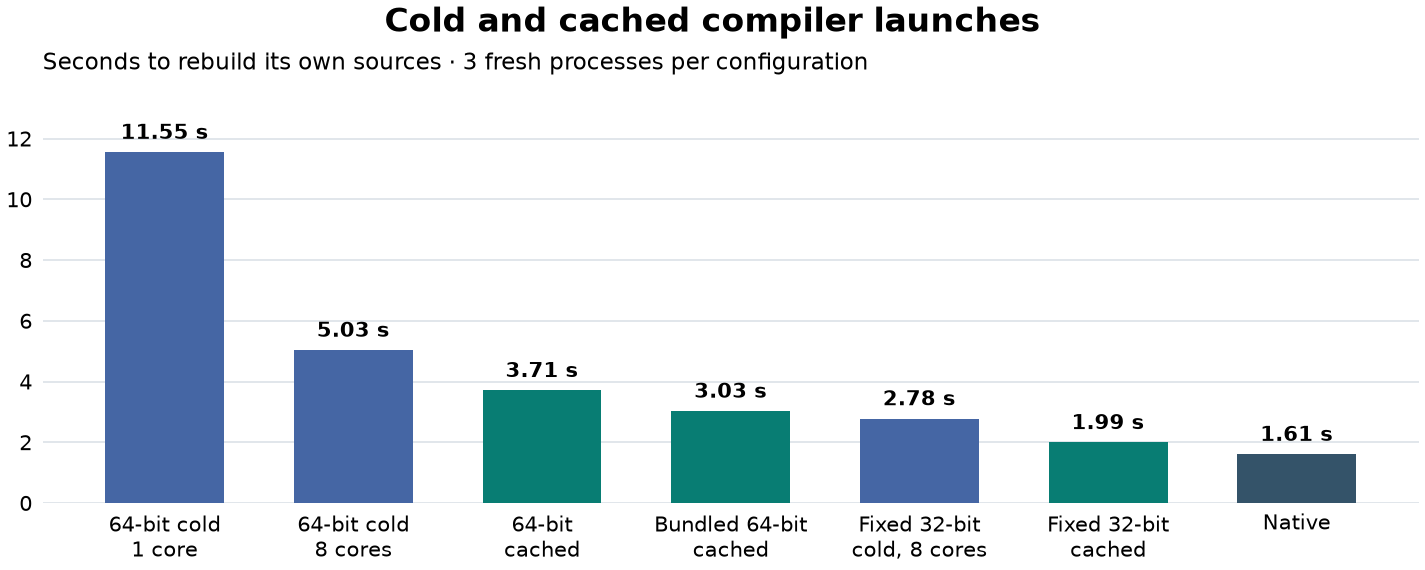 Cold and cached compiler launches
Seconds to rebuild its own sources · 3 fresh processes per configuration
12
10
8
6
4
2
0
11.55 s
5.03 s
3.71 s
3.03 s
2.78 s
1.99 s
1.61 s
64-bit cold
1 core
64-bit cold
8 cores
64-bit
cached
Bundled 64-bit
cached
Fixed 32-bit
cold, 8 cores
Fixed 32-bit
cached
Native